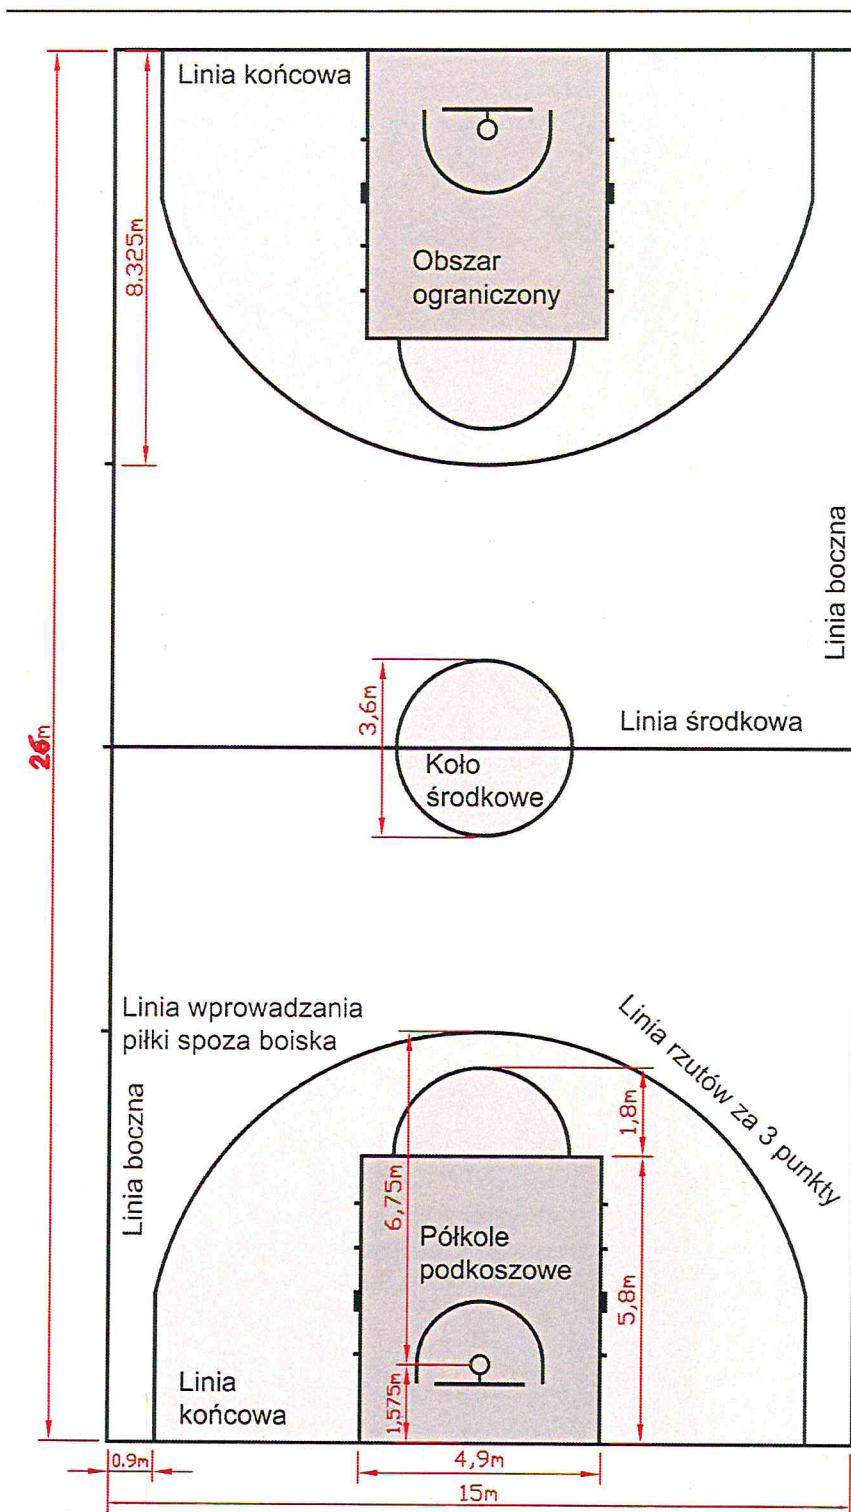 Linia końcowa
8.325m
Obszar
ograniczony
Linia boczna
3,6m
Linia środkowa
26m
Koło
środkowe
Linia wprowadzania
piłki spoza boiska
Linia rzutów za 3 punkty
1,8m
Linia boczna
6,75m
Półkole
podkoszowe
5,8m
Linia
końcowa
1,575m
0.9m
4,9m
15m